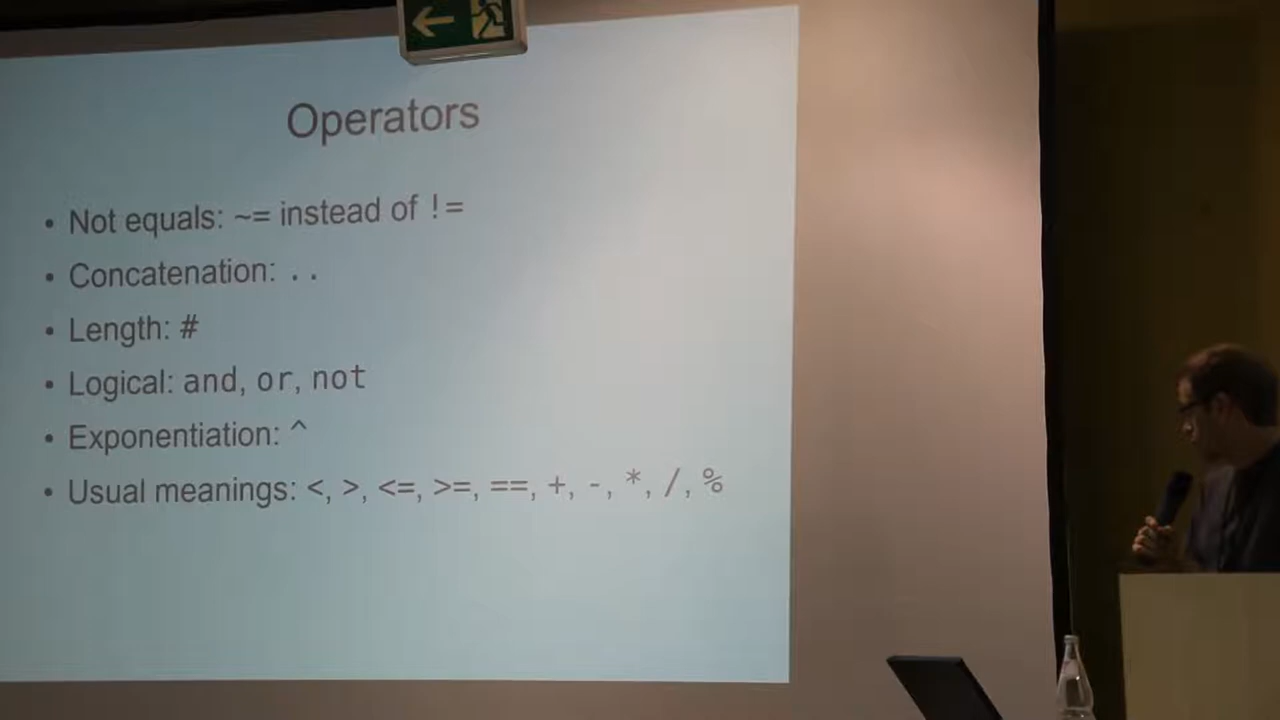 Operators
• Not equals: ~= instead of !=
• Concatenation: ..
• Length: #
• Logical: and, or, not
• Exponentiation: ^
• Usual meanings: <, >, <=, >=, ==, +, -, *, /, %